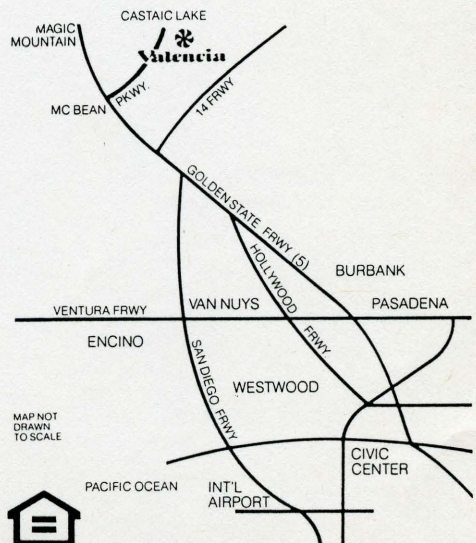 CASTAIC LAKE
MAGIC
MOUNTAIN
Valencia
MC BEAN
PKWY.
14 FRWY
GOLDEN STATE FRWY (5)
HOLLYWOOD FRWY
BURBANK
VENTURA FRWY
VAN NUYS
PASADENA
ENCINO
SAN DIEGO FRWY
WESTWOOD
MAP NOT
DRAWN
TO SCALE
CIVIC
CENTER
PACIFIC OCEAN
INT'L
AIRPORT